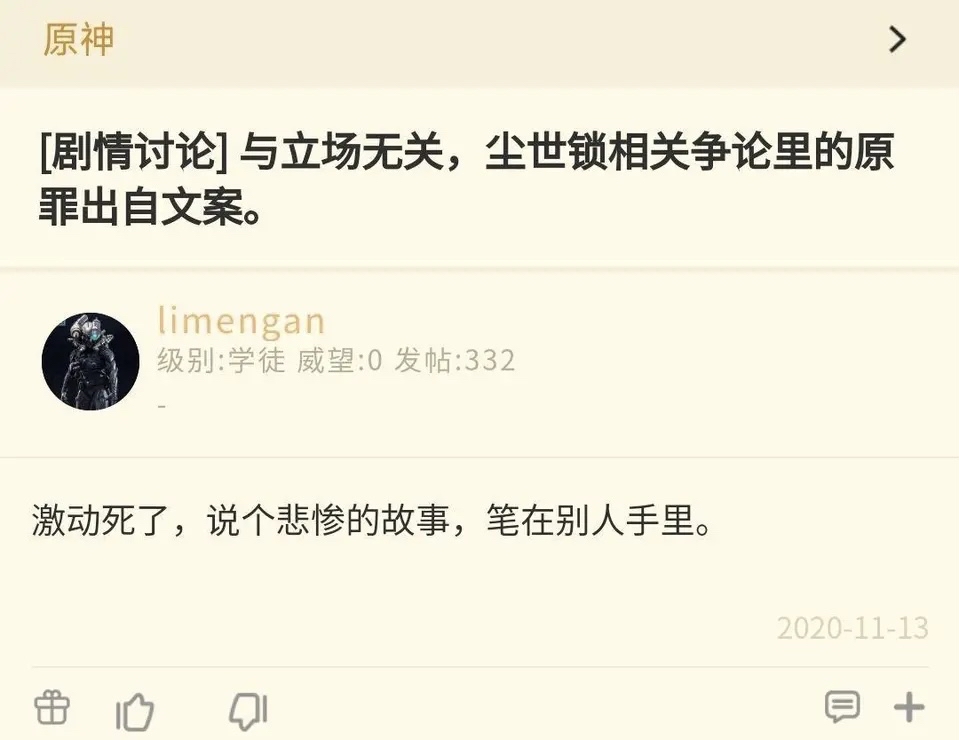 原神
[剧情讨论] 与立场无关，尘世锁相关争论里的原
罪出自文案。
limengan
级别:学徒 威望:0 发帖:332
-
激动死了，说个悲惨的故事，笔在别人手里。
2020-11-13